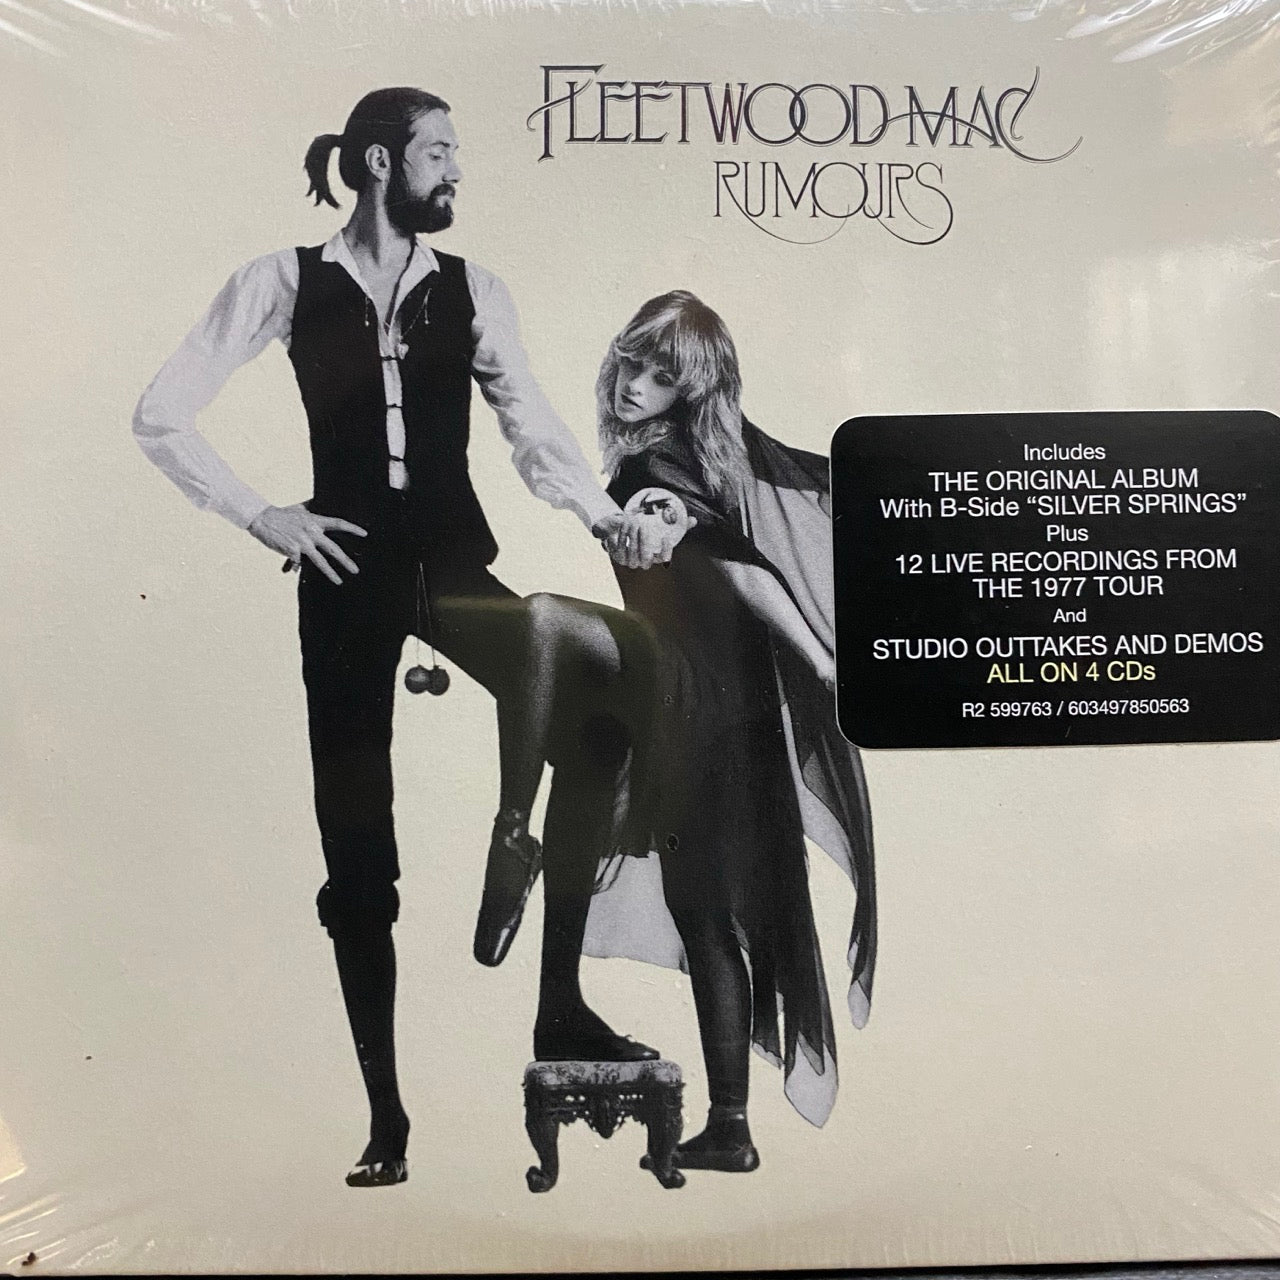 FLEETWOOD MAC
RUMOURS
Includes
THE ORIGINAL ALBUM
With B-Side “SILVER SPRINGS”
Plus
12 LIVE RECORDINGS FROM
THE 1977 TOUR
And
STUDIO OUTTAKES AND DEMOS
ALL ON 4 CDs
R2 599763 / 603497850563